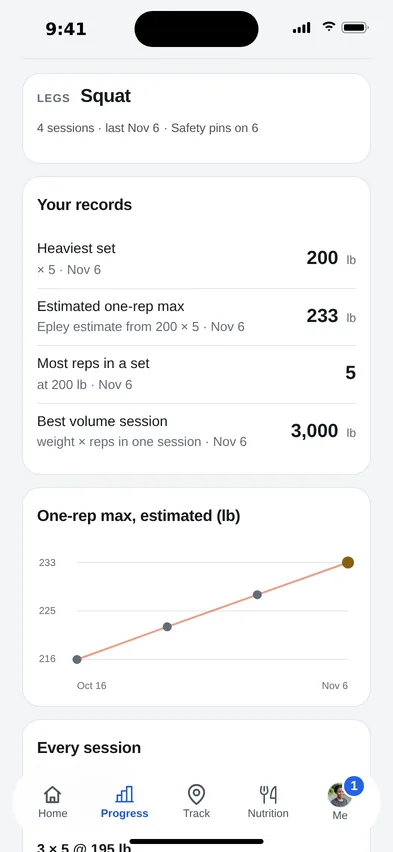 9:41
LEGS Squat
4 sessions · last Nov 6 · Safety pins on 6
Your records
Heaviest set
× 5 · Nov 6
200 lb
Estimated one-rep max
Epley estimate from 200 × 5 · Nov 6
233 lb
Most reps in a set
at 200 lb · Nov 6
5
Best volume session
weight × reps in one session · Nov 6
3,000 lb
One-rep max, estimated (lb)
233
225
216
Oct 16
Nov 6
Every session
1
Home
Progress
Track
Nutrition
Me
3 × 5 @ 195 lb